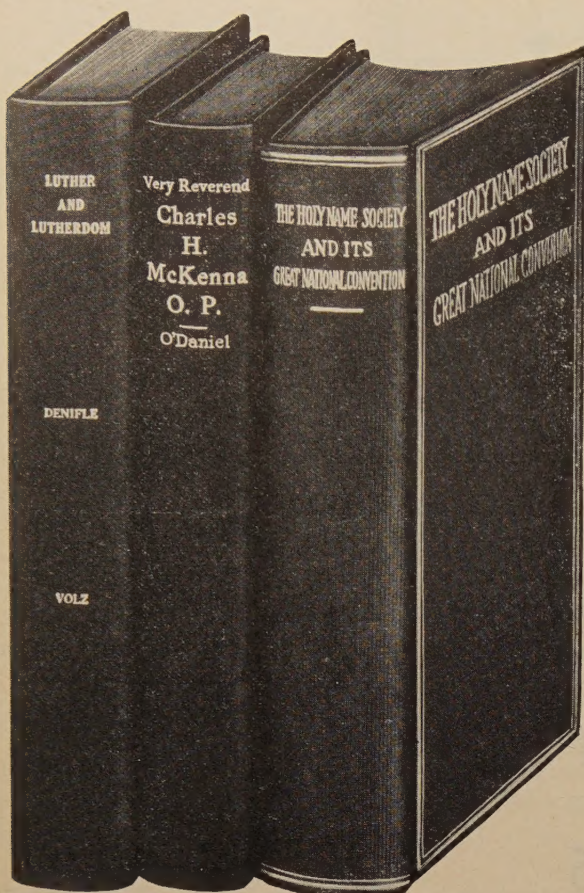 LUTHER
AND
LUTHERDOM
DENIFLE
VOLZ
Very Reverend
Charles
H.
McKenna
O. P.
O'Daniel
THE HOLY NAME SOCIETY
AND ITS
GREAT NATIONAL CONVENTION
THE HOLY NAME SOCIETY
AND ITS
GREAT NATIONAL CONVENTION